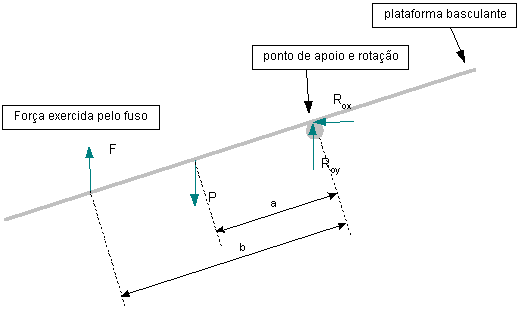 plataforma basculante
ponto de apoio e rotação
Rox
Força exercida pelo fuso
F
Roy
P
a
b